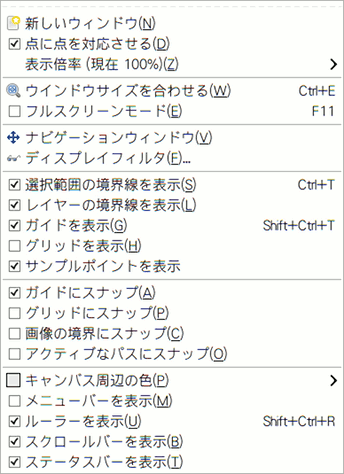 新しいウィンドウ(N)
点に点を対応させる(D)
表示倍率 (現在 100%)(Z)
ウインドウサイズを合わせる(W) Ctrl+E
フルスクリーンモード(E) F11
ナビゲーションウィンドウ(V)
ディスプレイフィルタ(F)...
選択範囲の境界線を表示(S) Ctrl+T
レイヤーの境界線を表示(L)
ガイドを表示(G) Shift+Ctrl+T
グリッドを表示(H)
サンプルポイントを表示
ガイドにスナップ(A)
グリッドにスナップ(P)
画像の境界にスナップ(C)
アクティブなパスにスナップ(O)
キャンバス周辺の色(P)
メニューバーを表示(M)
ルーラーを表示(U) Shift+Ctrl+R
スクロールバーを表示(B)
ステータスバーを表示(T)